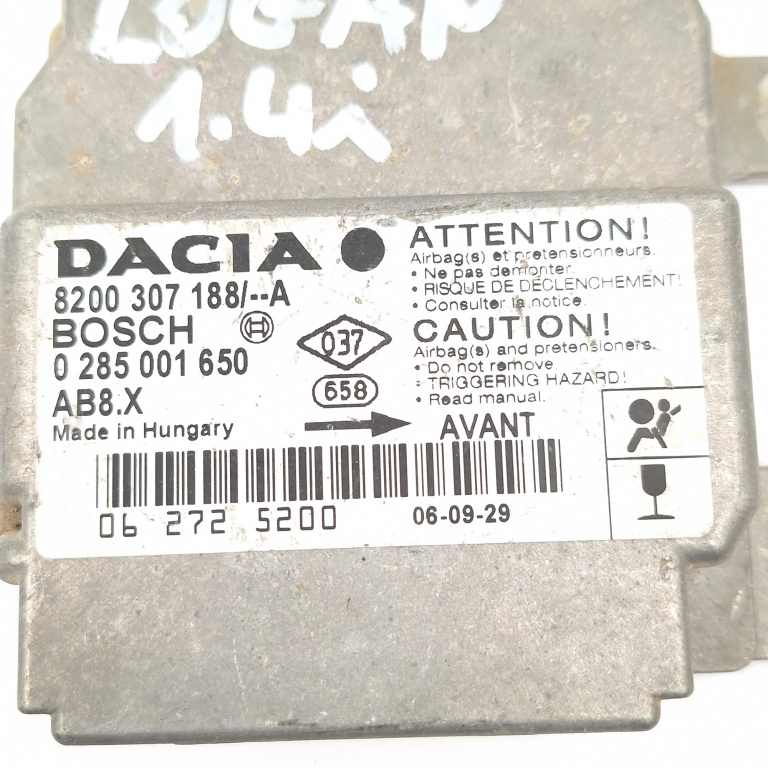 LOGAN
1.4i
DACIA
8200 307 188/--A
BOSCH
0 285 001 650
AB8.X
Made in Hungary
037
658
ATTENTION!
Airbag(s) et pretensionneurs.
• Ne pas demonter.
• RISQUE DE DECLENCHEMENT!
• Consulter la notice.
CAUTION!
Airbag(s) and pretensioners.
• Do not remove.
• TRIGGERING HAZARD!
• Read manual.
AVANT
06 272 5200
06-09-29